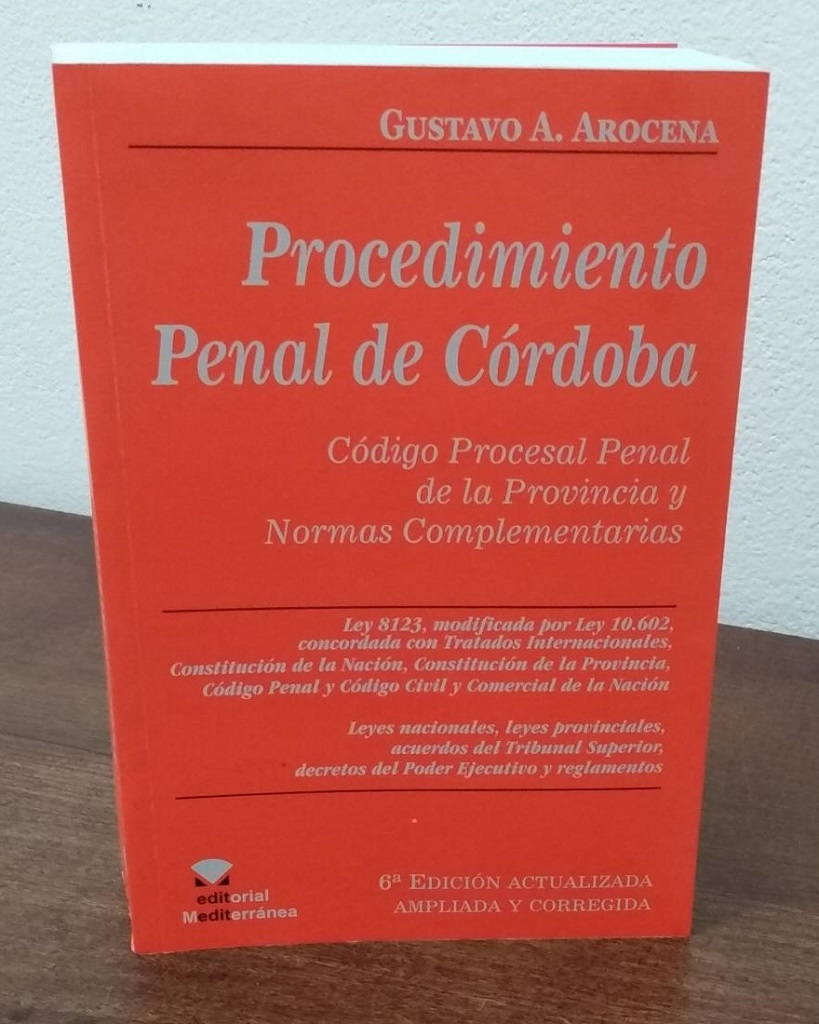 GUSTAVO A. AROCENA
Procedimiento
Penal de Córdoba
Código Procesal Penal
de la Provincia y
Normas Complementarias
Ley 8123, modificada por Ley 10.602,
concordada con Tratados Internacionales,
Constitución de la Nación, Constitución de la Provincia,
Código Penal y Código Civil y Comercial de la Nación
Leyes nacionales, leyes provinciales,
acuerdos del Tribunal Superior,
decretos del Poder Ejecutivo y reglamentos
editorial
Mediterránea
6ª EDICIÓN ACTUALIZADA
AMPLIADA Y CORREGIDA